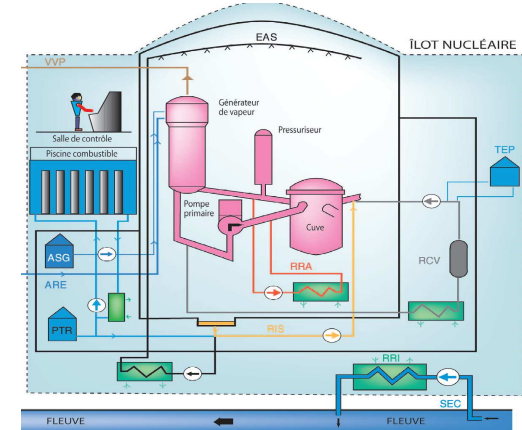 EAS
ÎLOT NUCLÉAIRE
VVP
Générateur
de vapeur
Salle de contrôle
Pressuriseur
Piscine combustible
TEP
Pompe
primaire
Cuve
ASG
RCV
RRA
ARE
PTR
RIS
RRI
SEC
FLEUVE
FLEUVE